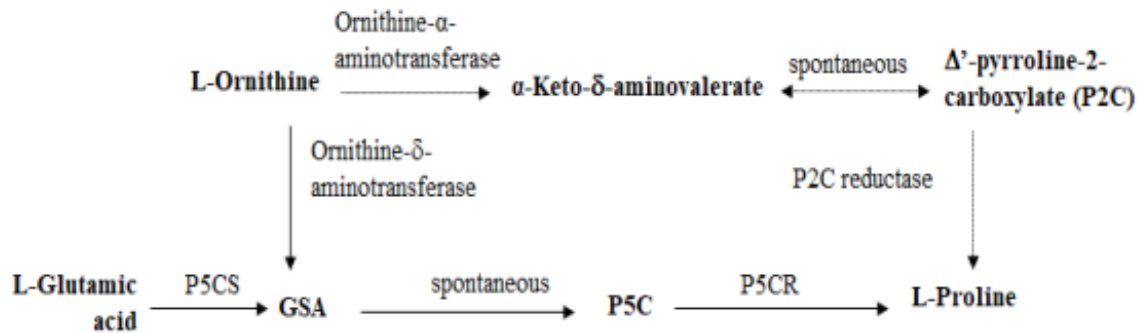 Ornithine-α-
aminotransferase
L-Ornithine
α-Keto-δ-aminovalerate
spontaneous
Δ’-pyrroline-2-
carboxylate (P2C)
Ornithine-δ-
aminotransferase
P2C reductase
L-Glutamic
acid
P5CS
GSA
spontaneous
P5C
P5CR
L-Proline